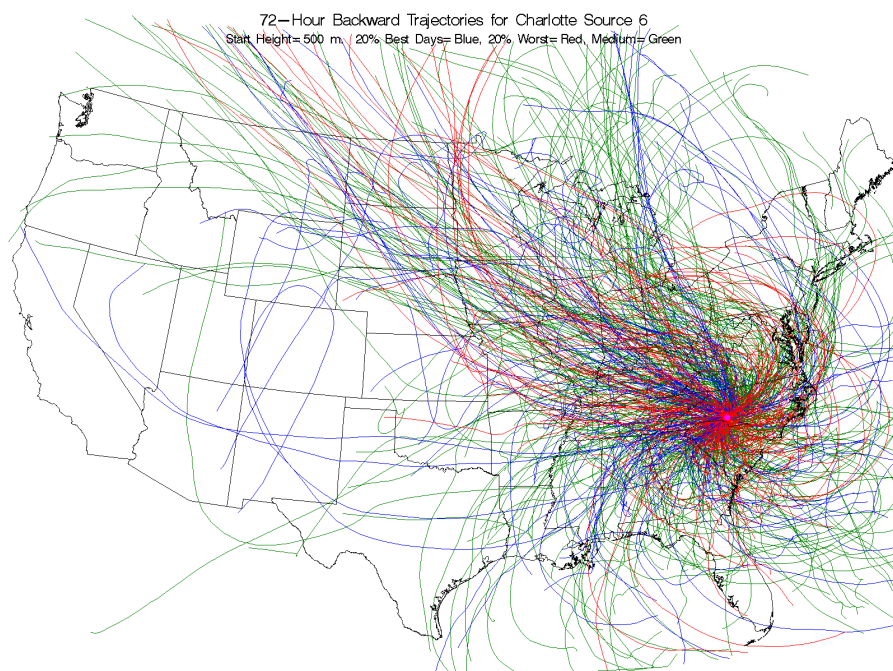 72-Hour Backward Trajectories for Charlotte Source 6
Start Height= 500 m. 20% Best Days= Blue, 20% Worst= Red, Medium= Green